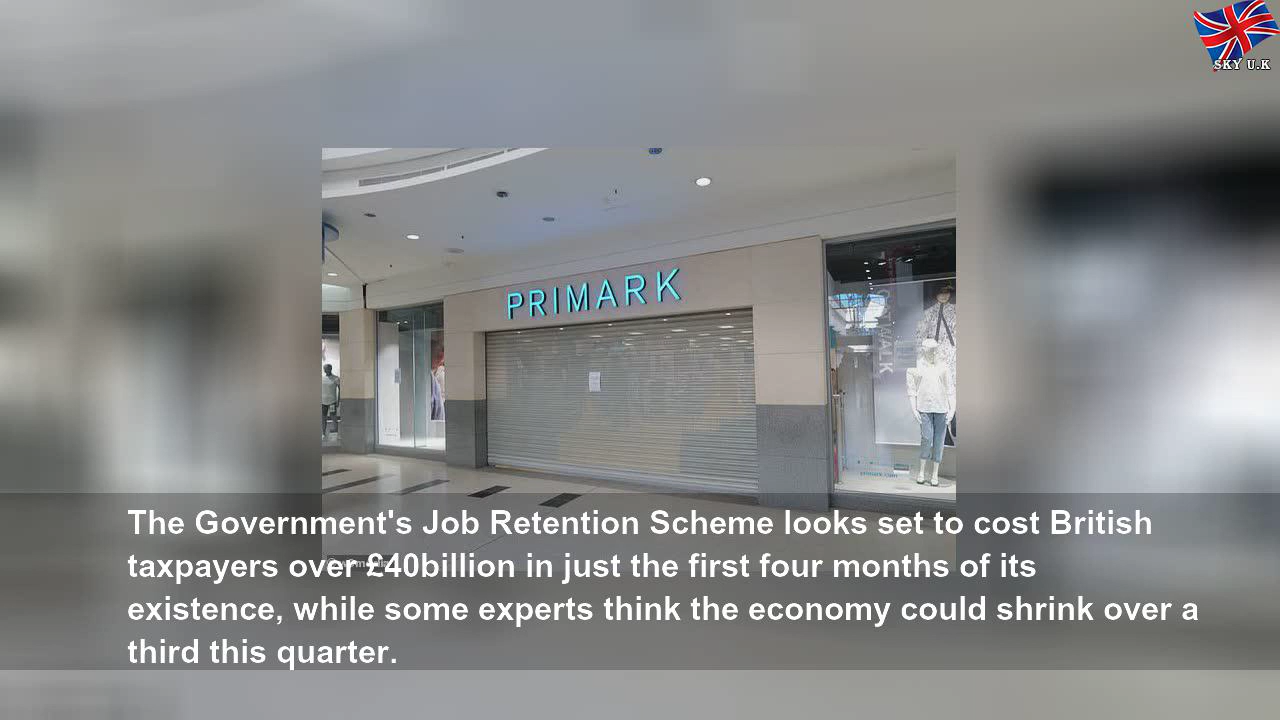 SKY U.K
PRIMARK
The Government's Job Retention Scheme looks set to cost British
taxpayers over £40billion in just the first four months of its
existence, while some experts think the economy could shrink over a
third this quarter.